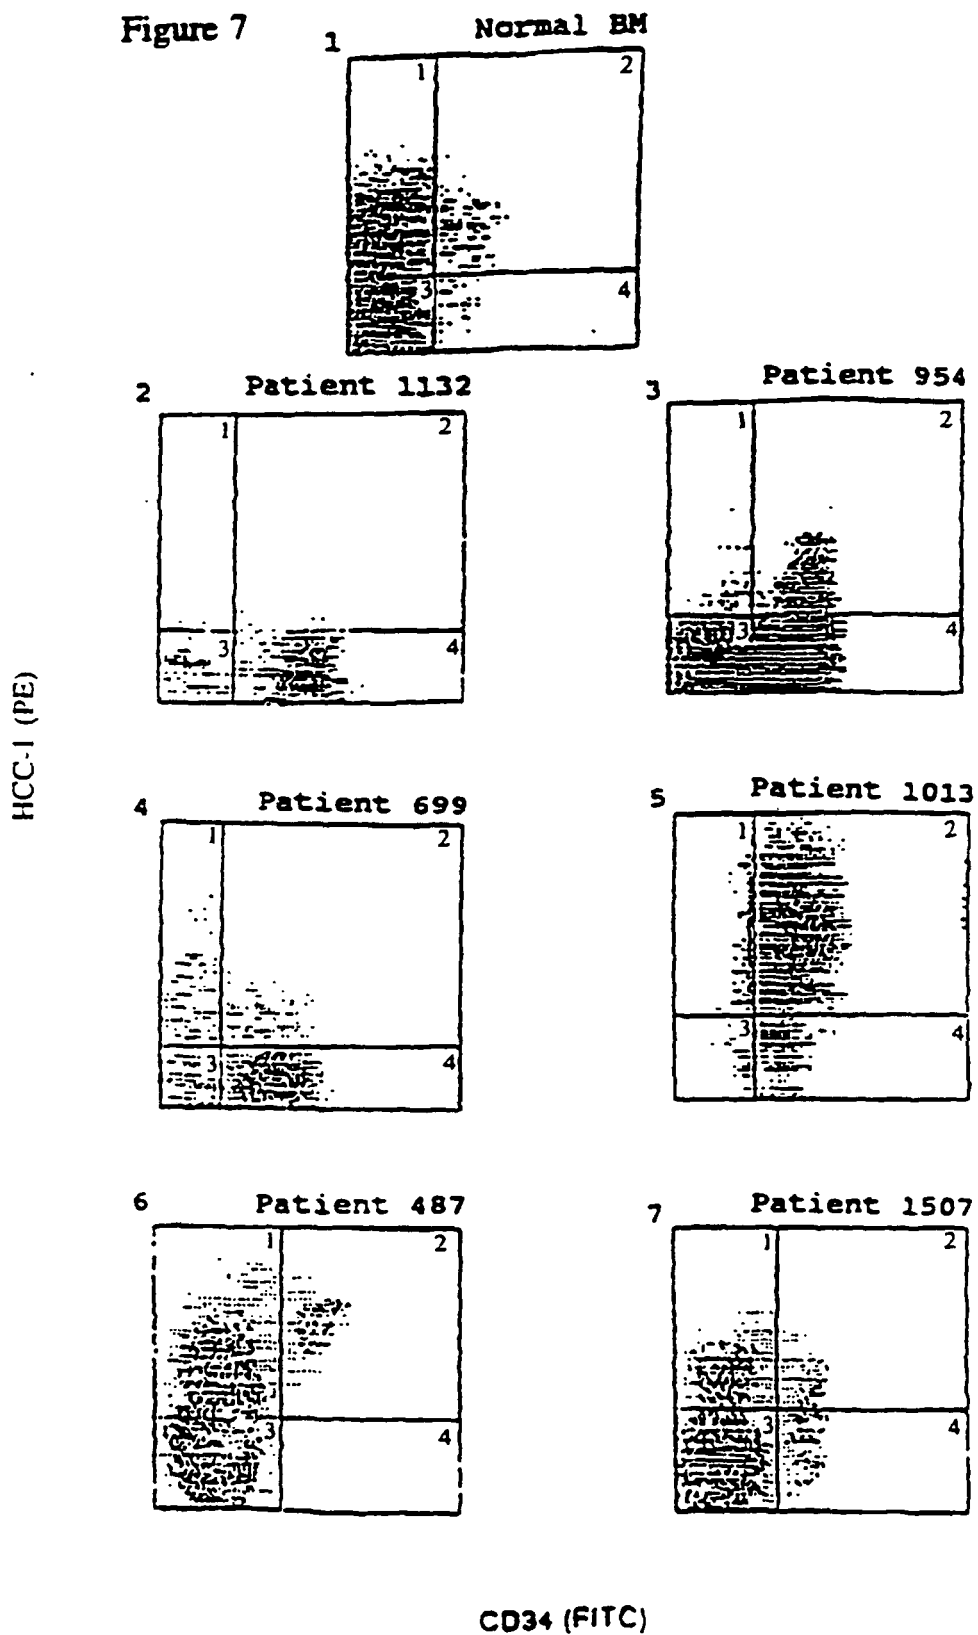 Figure 7
1 Normal BM
1 2
3 4
2 Patient 1132
1 2
3 4
3 Patient 954
1 2
3 4
HCC-1 (PE)
4 Patient 699
1 2
3 4
5 Patient 1013
1 2
3 4
6 Patient 487
1 2
3 4
7 Patient 1507
1 2
3 4
CD34 (FITC)